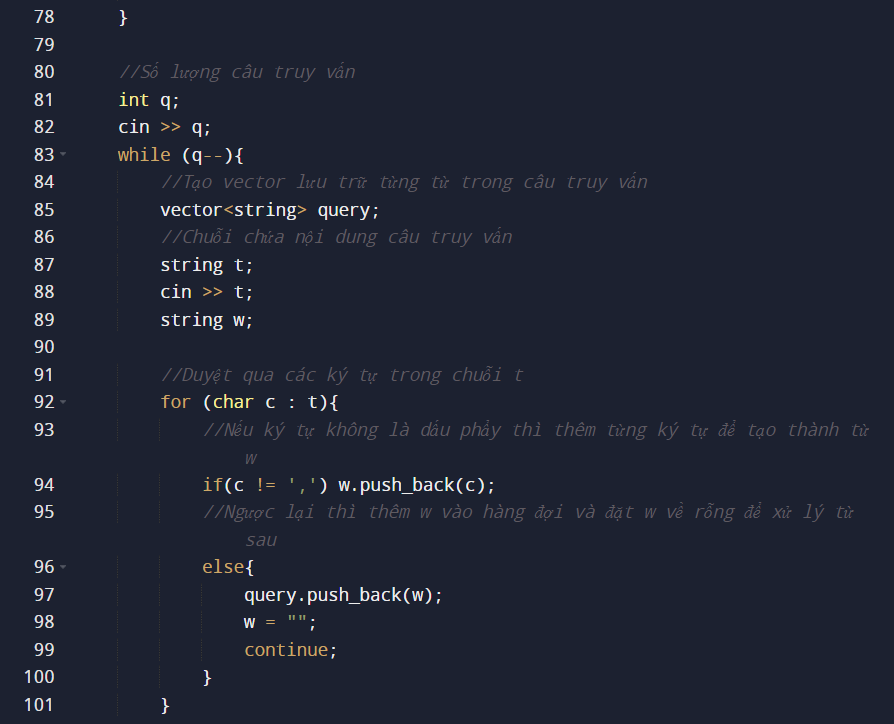 78 }
79
80 //Số lượng câu truy vấn
81 int q;
82 cin >> q;
83 while (q--){
84 //Tạo vector lưu trữ từng từ trong câu truy vấn
85 vector<string> query;
86 //Chuỗi chứa nội dung câu truy vấn
87 string t;
88 cin >> t;
89 string w;
90
91 //Duyệt qua các ký tự trong chuỗi t
92 for (char c : t){
93 //Nếu ký tự không là dấu phẩy thì thêm từng ký tự để tạo thành từ
w
94 if(c != ',') w.push_back(c);
95 //Ngược lại thì thêm w vào hàng đợi và đặt w về rỗng để xử lý từ
sau
96 else{
97 query.push_back(w);
98 w = "";
99 continue;
100 }
101 }